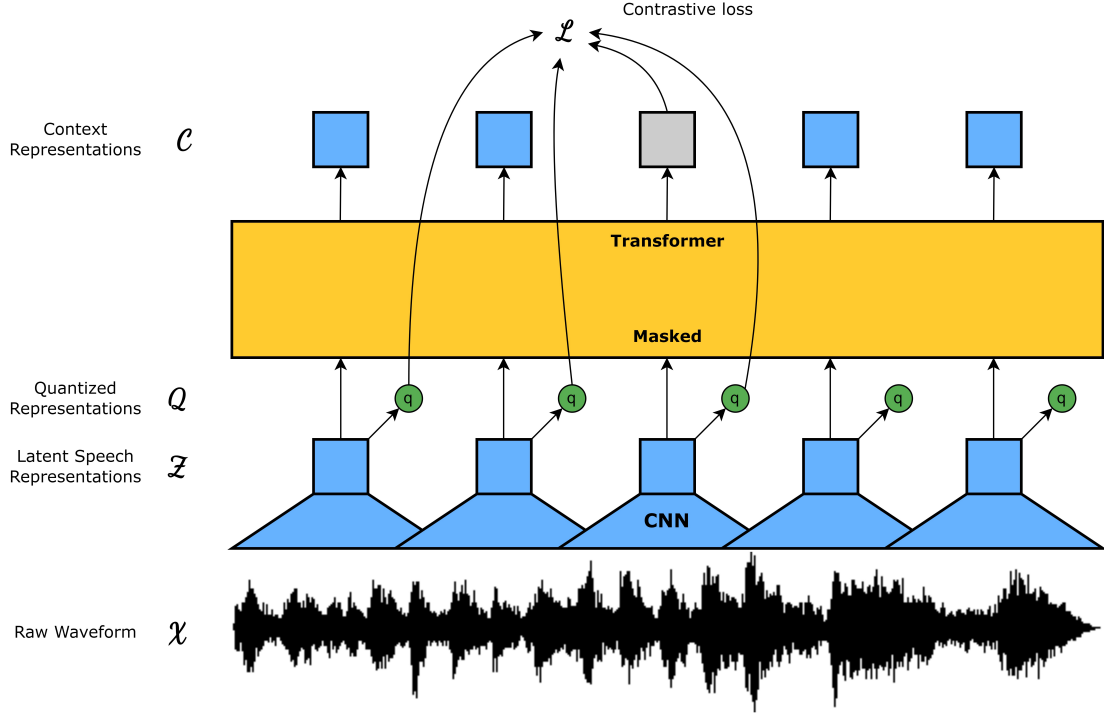 Contrastive loss
ℒ
Context
Representations
𝒞
Transformer
Masked
Quantized
Representations
𝒬
q
q
q
q
q
Latent Speech
Representations
𝒵
CNN
Raw Waveform
𝒳